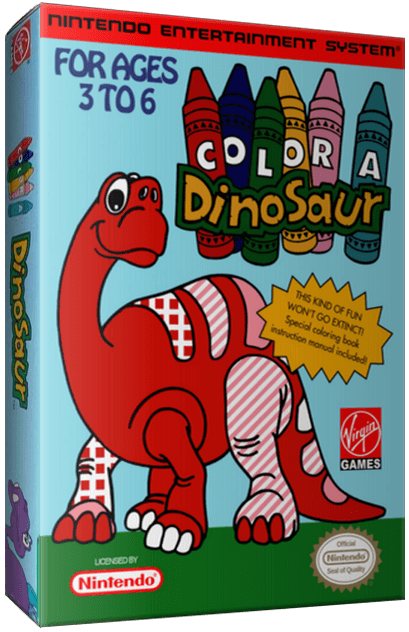 NINTENDO ENTERTAINMENT SYSTEM®
FOR AGES
3 TO 6
COLOR A
DinoSaur
THIS KIND OF FUN
WON'T GO EXTINCT!
Special coloring book
instruction manual included!
Virgin
GAMES
LICENSED BY
Nintendo®
Official
Nintendo
Seal of Quality
COLOR A
DinoSaur